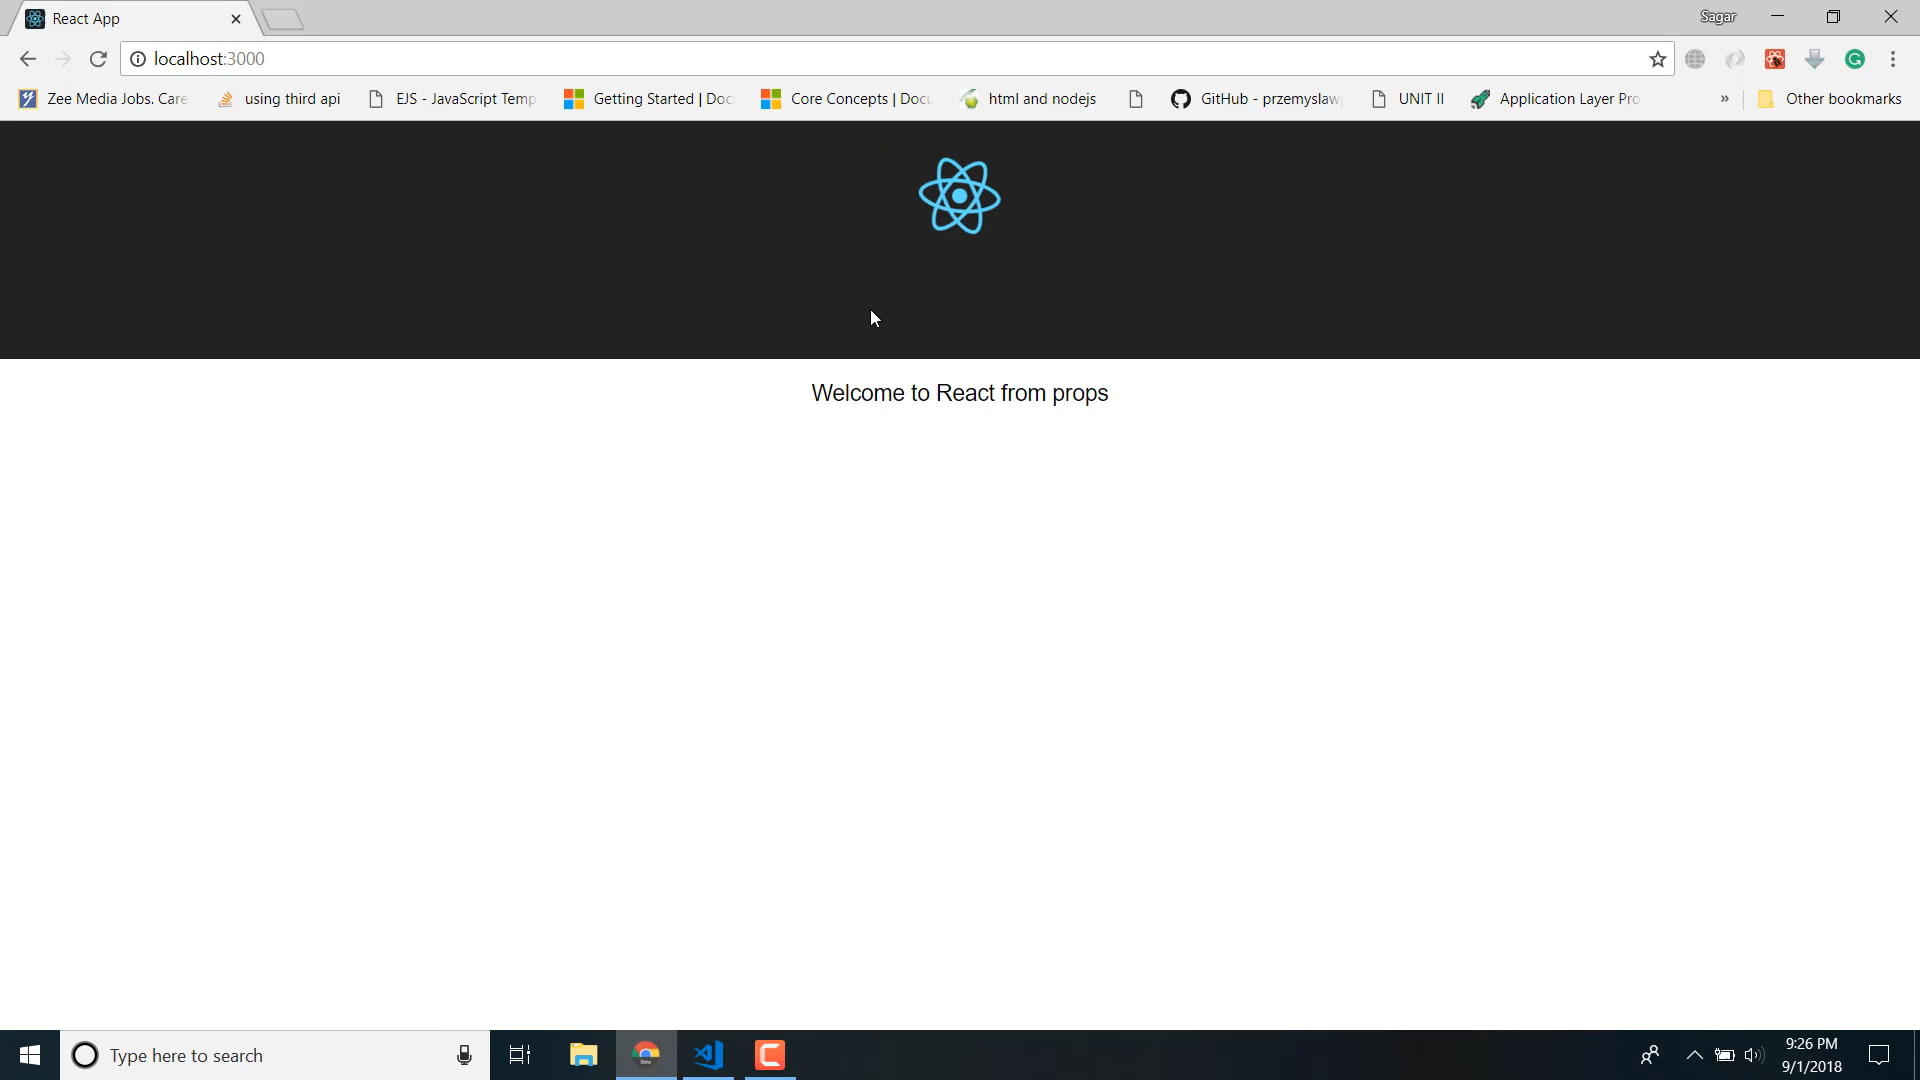 React App
Sagar
localhost:3000
Zee Media Jobs. Care
using third api
EJS - JavaScript Temp
Getting Started | Doc
Core Concepts | Docu
html and nodejs
GitHub - przemyslaw
UNIT II
Application Layer Pro
»
Other bookmarks
Welcome to React from props
Type here to search
9:26 PM
9/1/2018